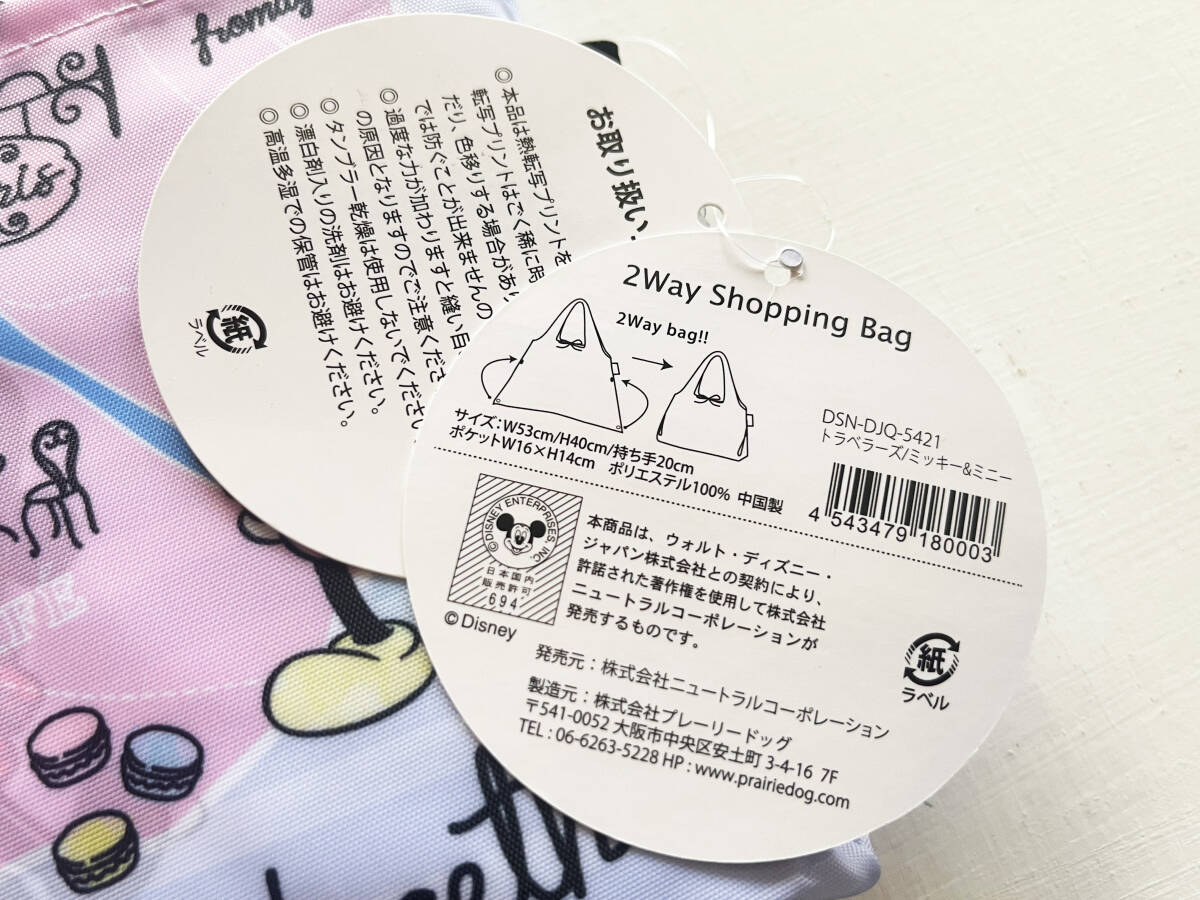 fromag
ris
お取り扱い
◎本品は熱転写プリントを
転写プリントはごく稀に
だり、色移りする場合があり
では防ぐことが出来ませんの
◎過度な力が加わりますと縫い目
の原因となりますのでご注意くださ
◎タンブラー乾燥は使用しないでくださ
◎漂白剤入りの洗剤はお避けください。
◎高温多湿での保管はお避けください。
紙
ラベル
2Way Shopping Bag
2Way bag!!
サイズ：W53cm/H40cm/持ち手20cm
ポケットW16×H14cm ポリエステル100% 中国製
DSN-DJQ-5421
トラベラーズ/ミッキー&ミニー
4 543479 180003
©DISNEY ENTERPRISES, INC.
日本国内
販売許可
694
©Disney
本商品は、ウォルト・ディズニー・
ジャパン株式会社との契約により、
許諾された著作権を使用して株式会社
ニュートラルコーポレーションが
発売するものです。
紙
ラベル
発売元：株式会社ニュートラルコーポレーション
製造元：株式会社プレーリードッグ
〒541-0052 大阪市中央区安土町 3-4-16 7F
TEL : 06-6263-5228 HP : www.prairiedog.com